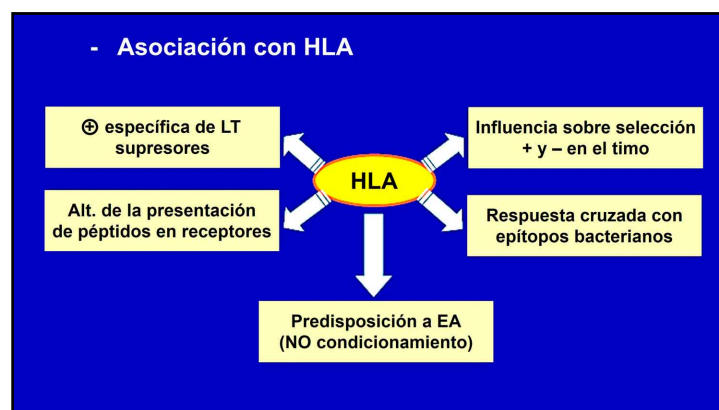 - Asociación con HLA
⊕ específica de LT
supresores
Influencia sobre selección
+ y – en el timo
HLA
Alt. de la presentación
de péptidos en receptores
Respuesta cruzada con
epítopos bacterianos
Predisposición a EA
(NO condicionamiento)